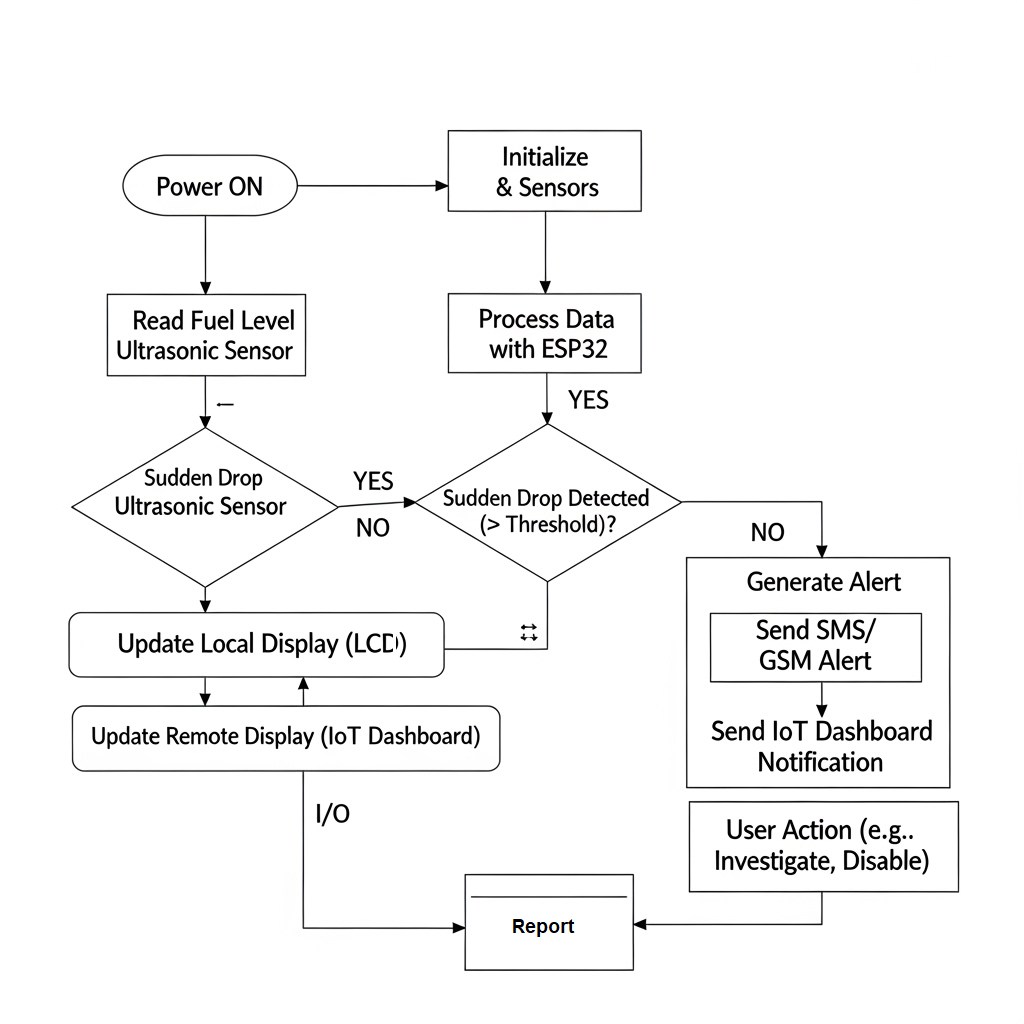 Power ON
Initialize
& Sensors
Read Fuel Level
Ultrasonic Sensor
Process Data
with ESP32
YES
Sudden Drop
Ultrasonic Sensor
YES
NO
Sudden Drop Detected
(> Threshold)?
NO
Generate Alert
Send SMS/
GSM Alert
Send IoT Dashboard
Notification
Update Local Display (LCD)
Update Remote Display (IoT Dashboard)
I/O
User Action (e.g..
Investigate, Disable)
Report